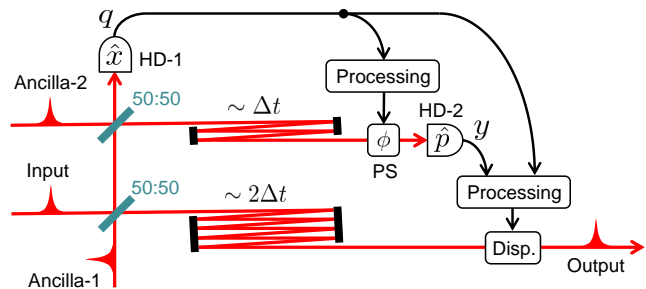 q
x̂
HD-1
Ancilla-2
50:50
∼ Δt
Processing
HD-2
ϕ
p̂
y
PS
Input
50:50
∼ 2Δt
Processing
Disp.
Ancilla-1
Output